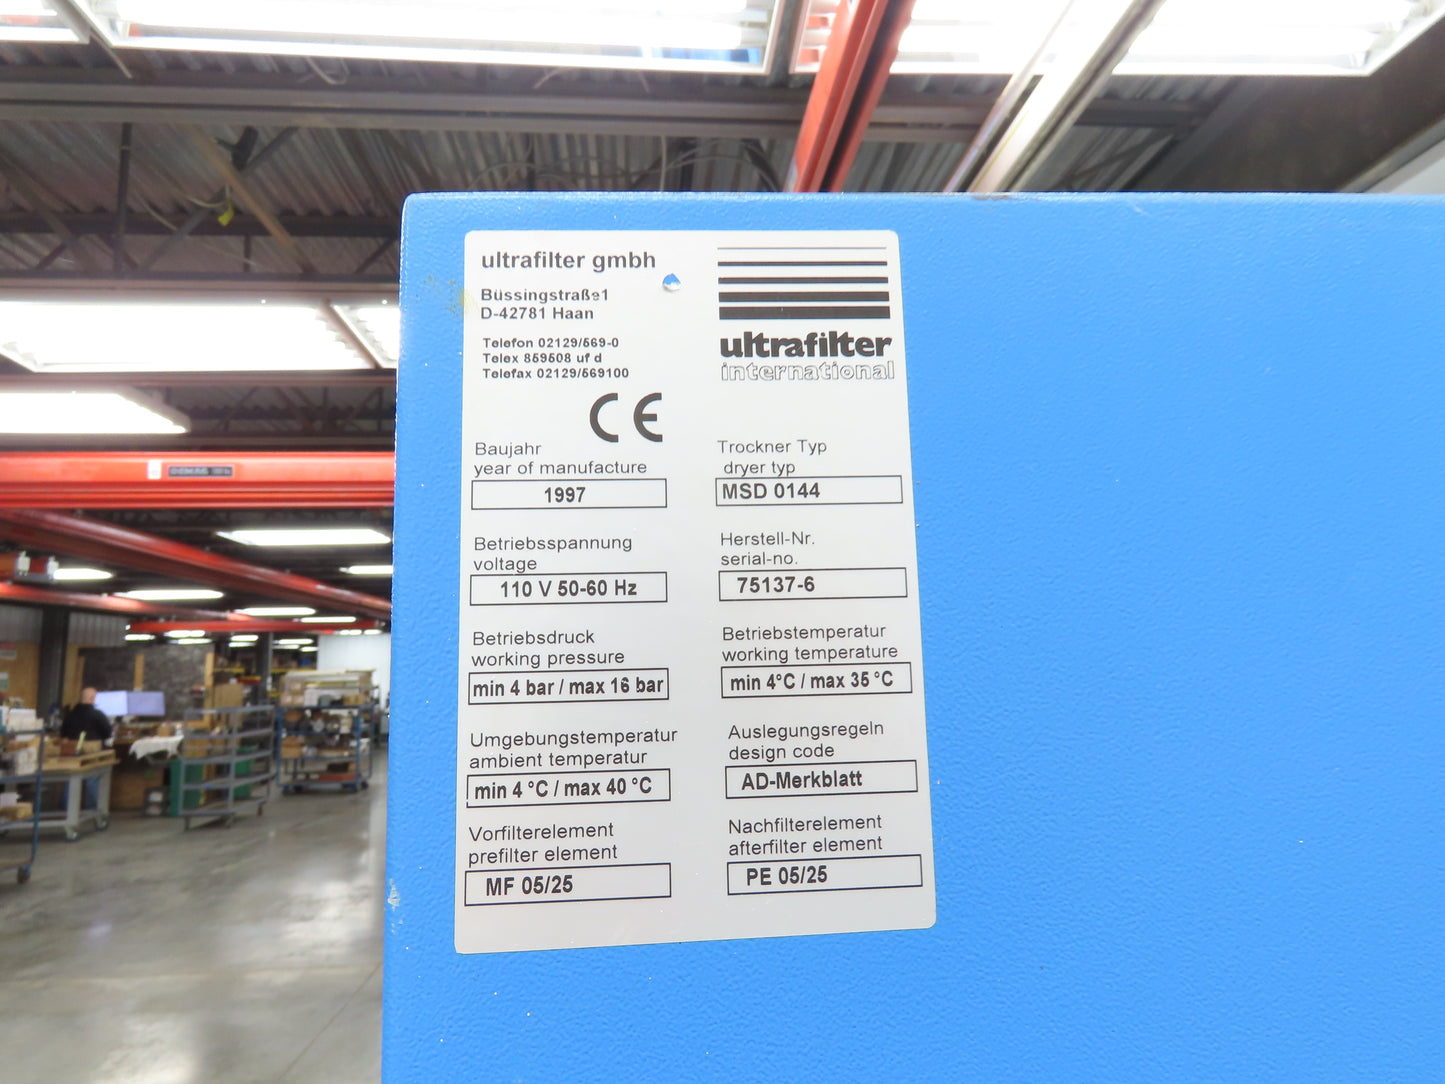 ultrafilter gmbh
Büssingstraße1
D-42781 Haan
Telefon 02129/569-0
Telex 859508 uf d
Telefax 02129/569100
ultrafilter
international
CE
Baujahr
year of manufacture
1997
Trockner Typ
dryer typ
MSD 0144
Betriebsspannung
voltage
110 V 50-60 Hz
Herstell-Nr.
serial-no.
75137-6
Betriebsdruck
working pressure
min 4 bar / max 16 bar
Betriebstemperatur
working temperature
min 4°C / max 35 °C
Umgebungstemperatur
ambient temperatur
min 4 °C / max 40 °C
Auslegungsregeln
design code
AD-Merkblatt
Vorfilterelement
prefilter element
MF 05/25
Nachfilterelement
afterfilter element
PE 05/25